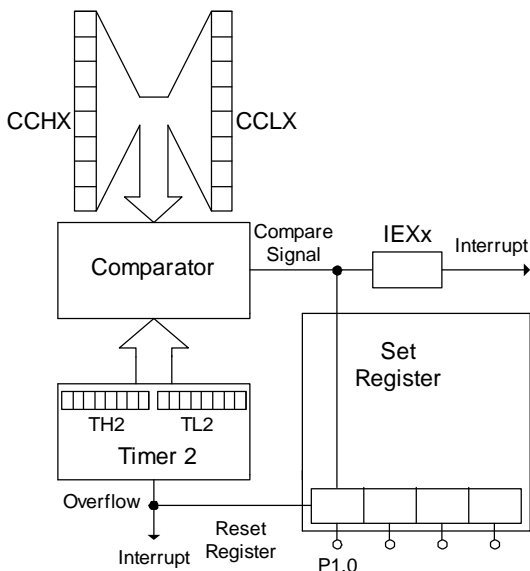 CCHX
CCLX
Comparator
Compare
Signal
IEXx
Interrupt
Set
Register
TH2
TL2
Timer 2
Overflow
Interrupt
Reset
Register
P1.0